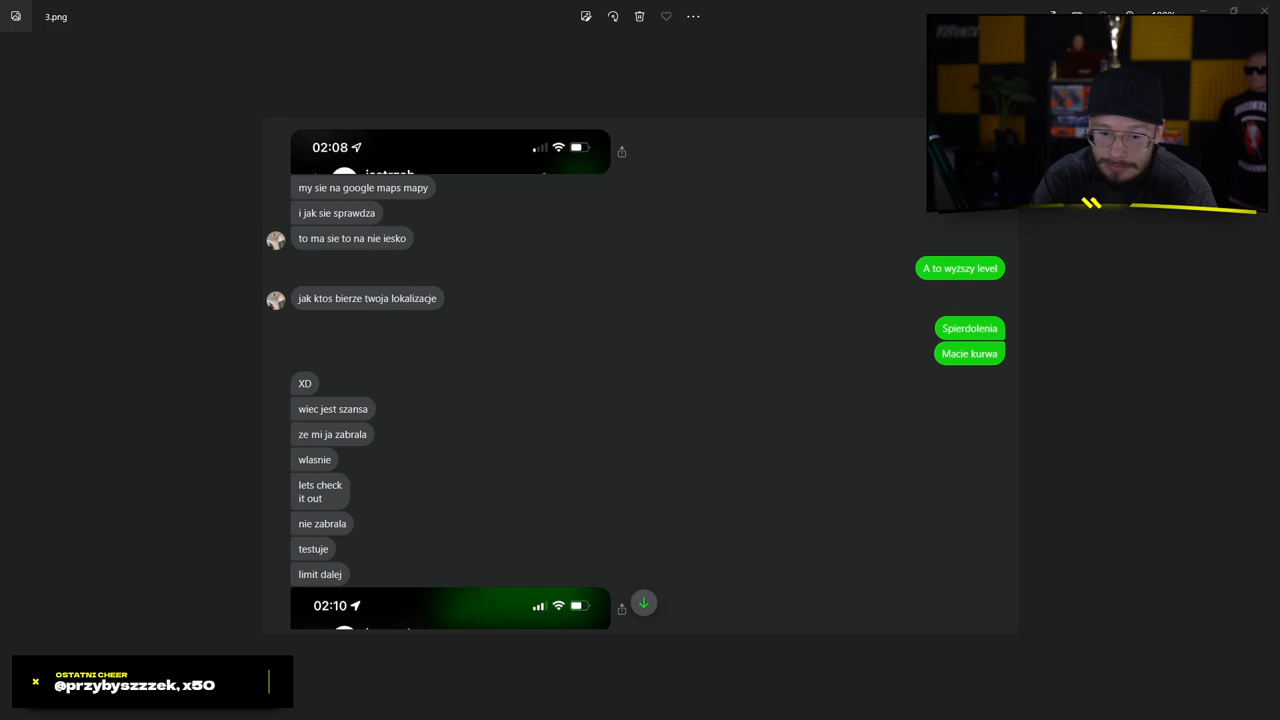 3.png
02:08
my sie na google maps mapy
i jak sie sprawdza
to ma sie to na nie iesko
A to wyższy level
jak ktos bierze twoja lokalizacje
Spierdolenia
Macie kurwa
XD
wiec jest szansa
ze mi ja zabrala
wlasnie
lets check
it out
nie zabrala
testuje
limit dalej
02:10
OSTATNI CHEER
@przybyszzzek, x50